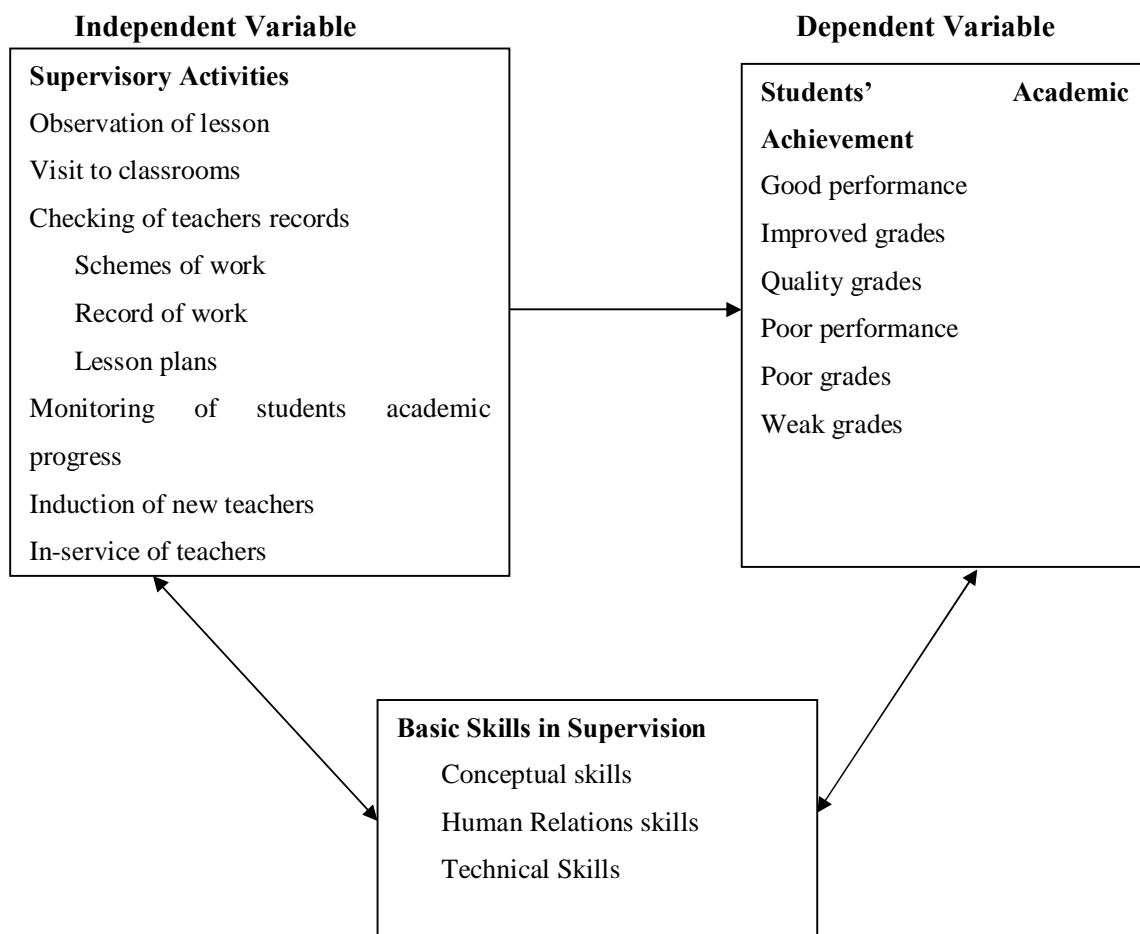 Independent Variable
Supervisory Activities
Observation of lesson
Visit to classrooms
Checking of teachers records
Schemes of work
Record of work
Lesson plans
Monitoring of students academic
progress
Induction of new teachers
In-service of teachers
Dependent Variable
Students’ Academic
Achievement
Good performance
Improved grades
Quality grades
Poor performance
Poor grades
Weak grades
Basic Skills in Supervision
Conceptual skills
Human Relations skills
Technical Skills